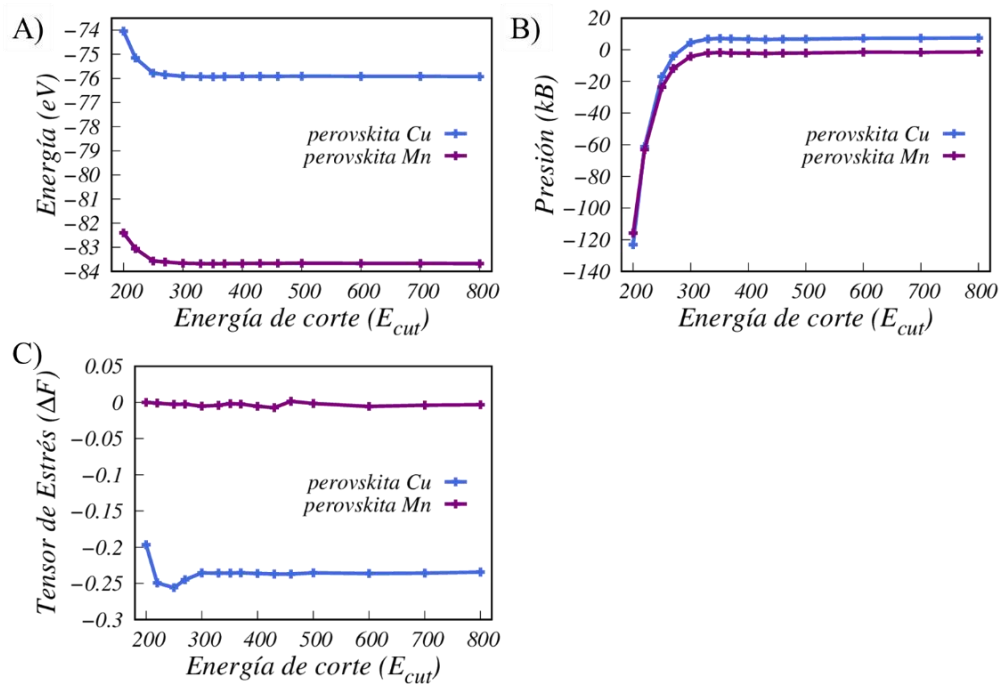 A)
−74
−75
−76
−77
−78
−79
−80
−81
−82
−83
−84
Energía (eV)
perovskita Cu
perovskita Mn
200 300 400 500 600 700 800
Energía de corte (Ecut)
B)
20
0
−20
−40
−60
−80
−100
−120
−140
Presión (kB)
perovskita Cu
perovskita Mn
200 300 400 500 600 700 800
Energía de corte (Ecut)
C)
0.05
0
−0.05
−0.1
−0.15
−0.2
−0.25
−0.3
Tensor de Estrés (ΔF)
perovskita Cu
perovskita Mn
200 300 400 500 600 700 800
Energía de corte (Ecut)